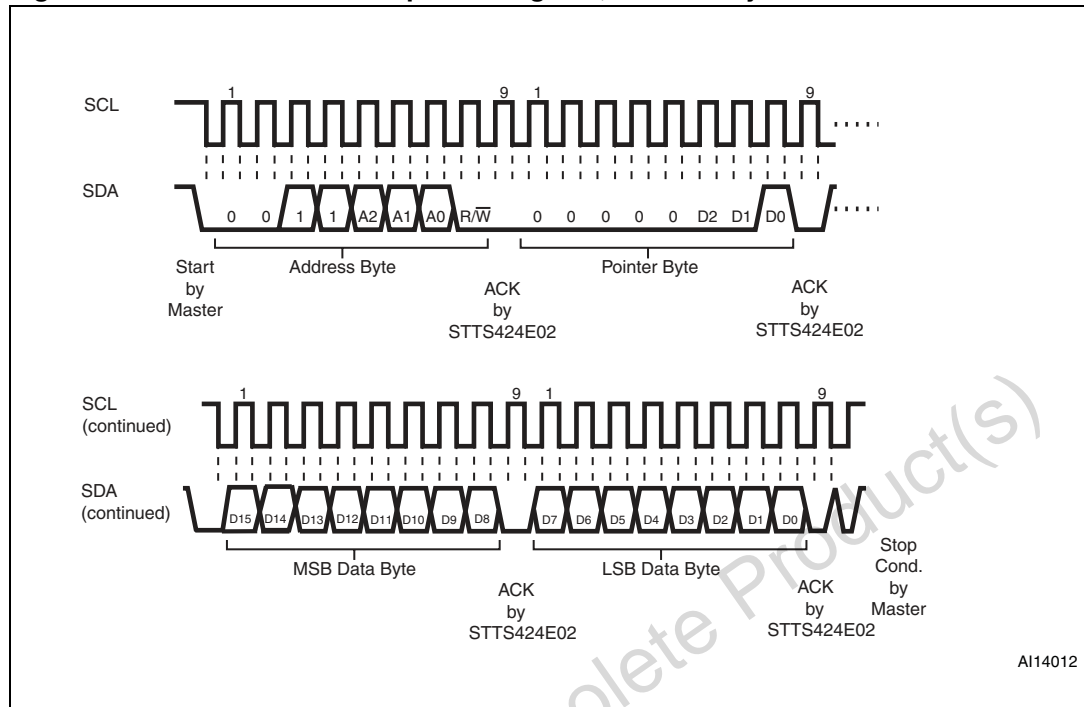 1 9 1 9
SCL
SDA
0 0 1 1 A2 A1 A0 R/W̅ 0 0 0 0 0 D2 D1 D0
Address Byte Pointer Byte
Start
by
Master
ACK
by
STTS424E02
ACK
by
STTS424E02
1 9 1 9
SCL
(continued)
SDA
(continued)
D15 D14 D13 D12 D11 D10 D9 D8 D7 D6 D5 D4 D3 D2 D1 D0
MSB Data Byte LSB Data Byte
ACK
by
STTS424E02
ACK
by
STTS424E02
Stop
Cond.
by
Master
AI14012
olete Product(s)